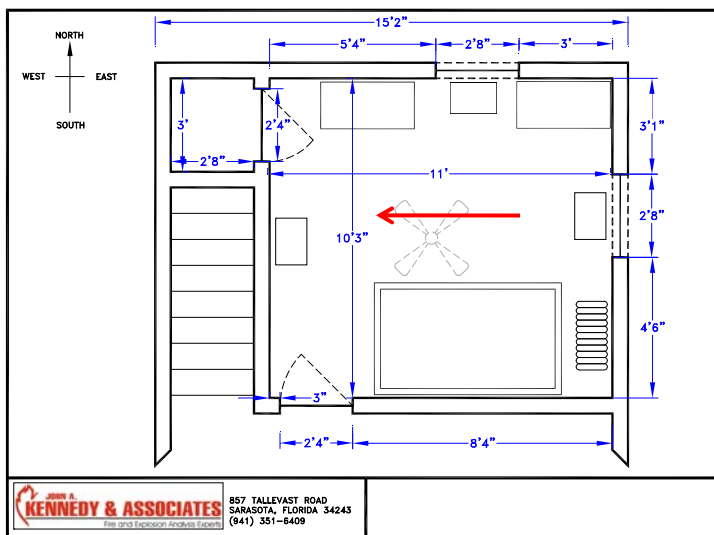 15'2"
NORTH
5'4" 2'8" 3'
WEST EAST
SOUTH
3' 2'4" 3'1"
2'8"
11'
2'8"
10'3"
4'6"
3"
2'4" 8'4"
JOHN A.
KENNEDY & ASSOCIATES
Fire and Explosion Analysis Experts
857 TALLEVAST ROAD
SARASOTA, FLORIDA 34243
(941) 351-6409